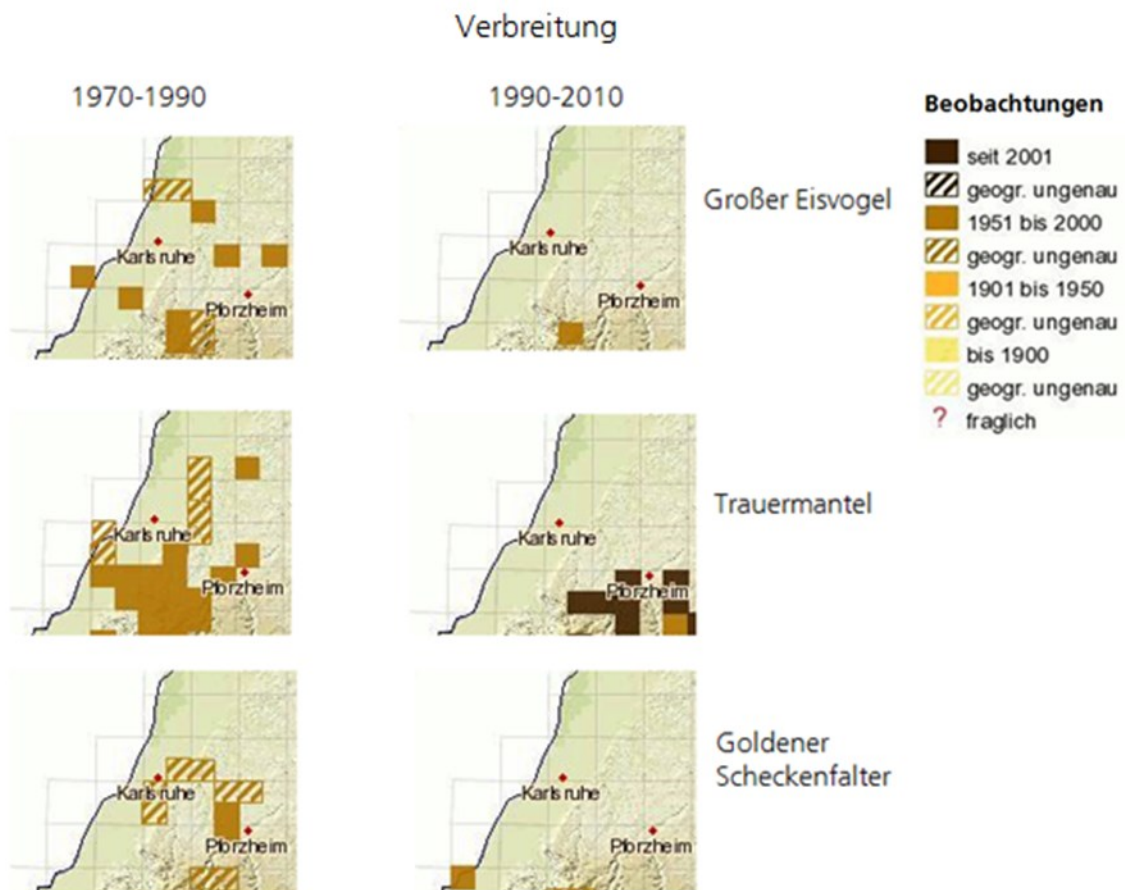 Verbreitung
1970-1990
1990-2010
Beobachtungen
seit 2001
geogr. ungenau
1951 bis 2000
geogr. ungenau
1901 bis 1950
geogr. ungenau
bis 1900
geogr. ungenau
? fraglich
Karlsruhe
Pforzheim
Karlsruhe
Pforzheim
Großer Eisvogel
Karlsruhe
Pforzheim
Karlsruhe
Pforzheim
Trauermantel
Karlsruhe
Pforzheim
Karlsruhe
Pforzheim
Goldener
Scheckenfalter